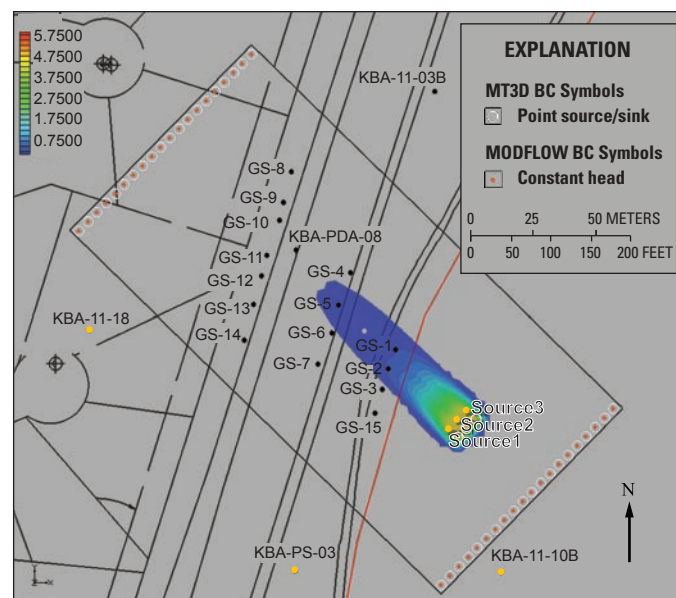 5.7500
4.7500
3.7500
2.7500
1.7500
0.7500
KBA-11-03B
EXPLANATION
MT3D BC Symbols
Point source/sink
MODFLOW BC Symbols
Constant head
0 25 50 METERS
0 50 100 150 200 FEET
GS-8
GS-9
GS-10
KBA-PDA-08
GS-11
GS-4
GS-12
GS-13
GS-5
KBA-11-18
GS-14
GS-6
GS-1
GS-7
GS-2
GS-3
GS-15
Source3
Source2
Source1
N
KBA-PS-03
KBA-11-10B
Z
X